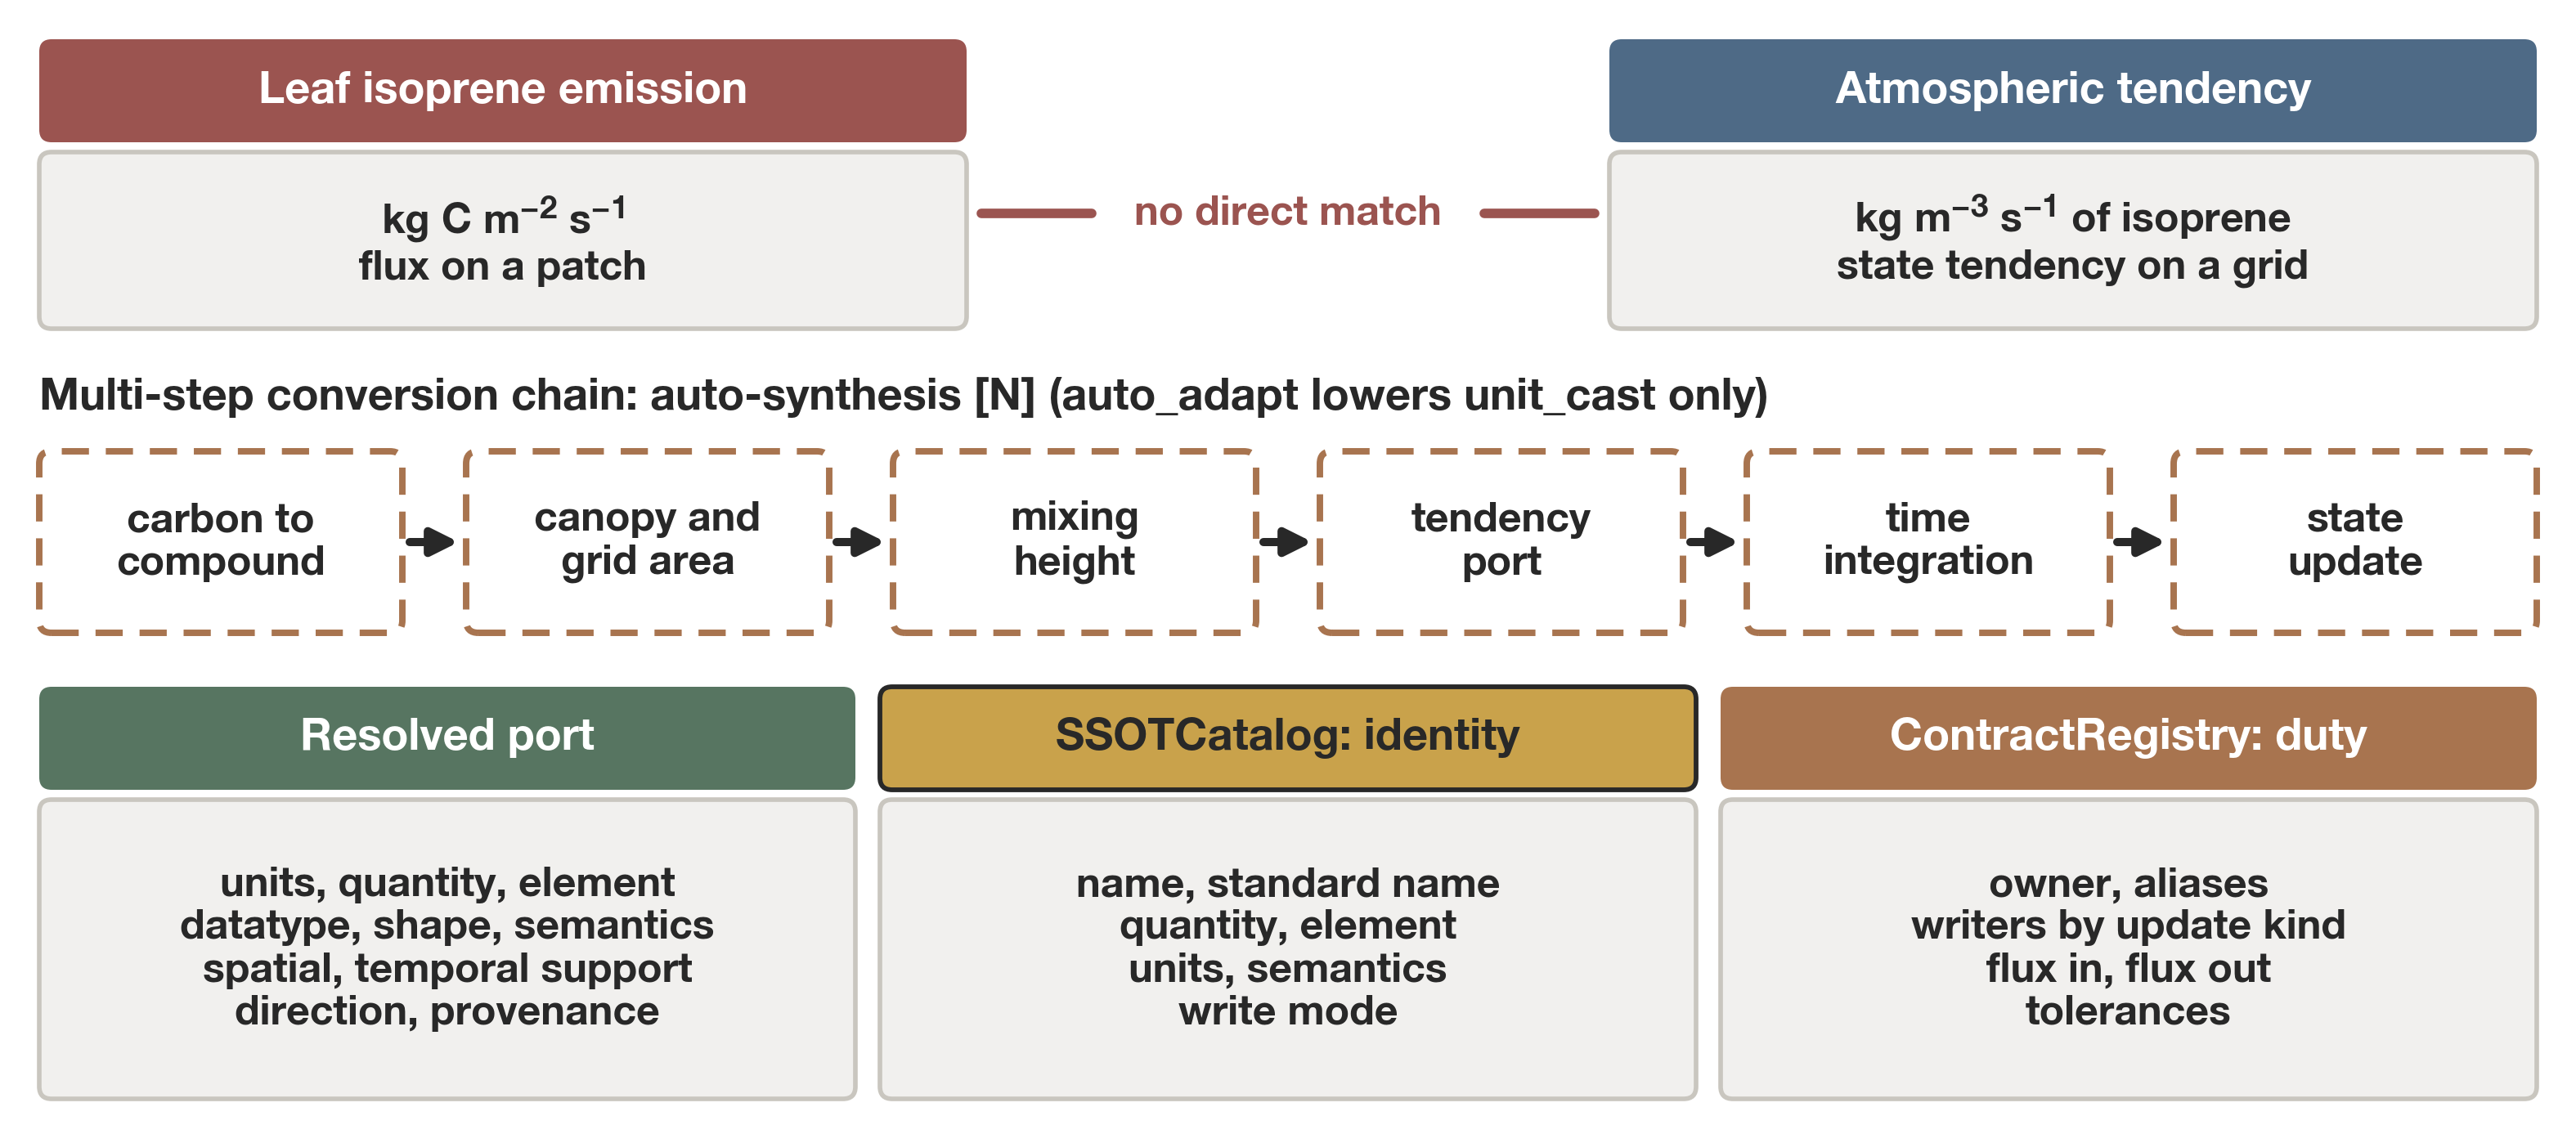 Leaf isoprene emission
Atmospheric tendency
kg C m⁻² s⁻¹
flux on a patch
no direct match
kg m⁻³ s⁻¹ of isoprene
state tendency on a grid
Multi-step conversion chain: auto-synthesis [N] (auto_adapt lowers unit_cast only)
carbon to
compound
canopy and
grid area
mixing
height
tendency
port
time
integration
state
update
Resolved port
units, quantity, element
datatype, shape, semantics
spatial, temporal support
direction, provenance
SSOTCatalog: identity
name, standard name
quantity, element
units, semantics
write mode
ContractRegistry: duty
owner, aliases
writers by update kind
flux in, flux out
tolerances